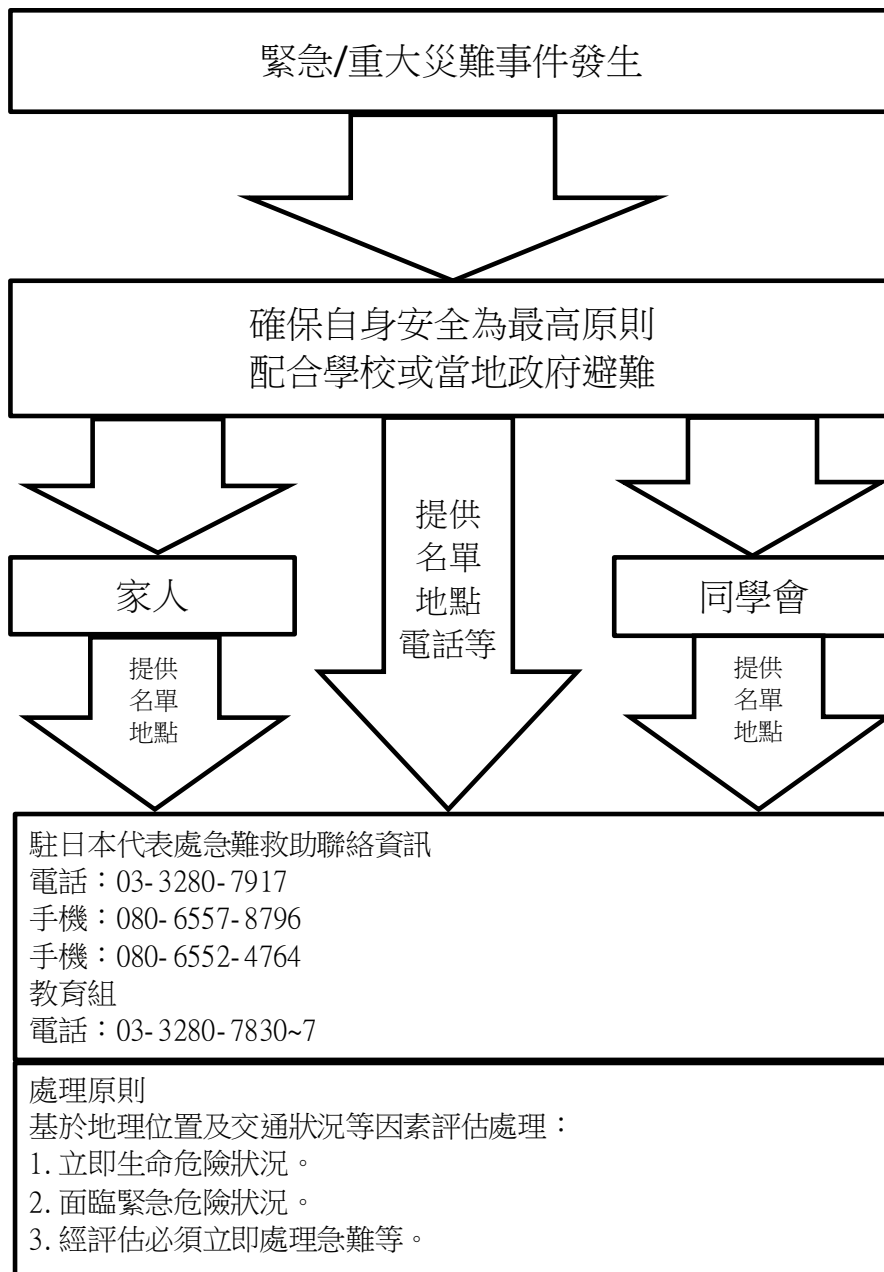 緊急/重大災難事件發生
確保自身安全為最高原則
配合學校或當地政府避難
提供
名單
地點
電話等
家人
同學會
提供
名單
地點
提供
名單
地點
駐日本代表處急難救助聯絡資訊
電話：03-3280-7917
手機：080-6557-8796
手機：080-6552-4764
教育組
電話：03-3280-7830~7
處理原則
基於地理位置及交通狀況等因素評估處理：
1.立即生命危險狀況。
2.面臨緊急危險狀況。
3.經評估必須立即處理急難等。